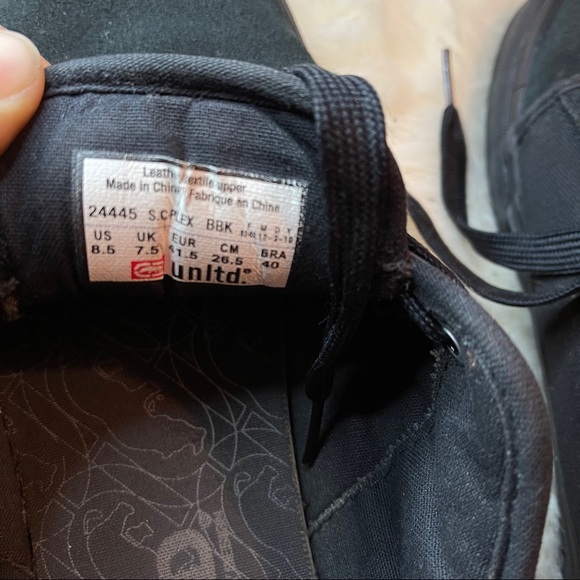 Leath Textile upper
Made in China Fabrique en Chine
24445 S.CPLEX BBK M D Y
US UK EUR CM BRA
8.5 7.5 41.5 26.5 40
unltd.®